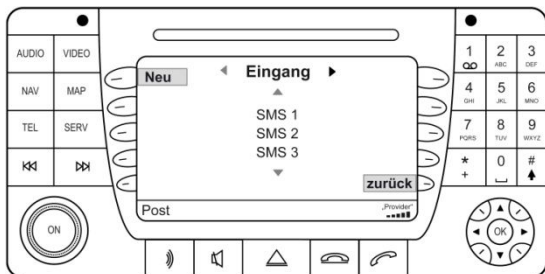 AUDIO VIDEO
NAV MAP
TEL SERV
ON
Neu
Eingang
SMS 1
SMS 2
SMS 3
zurück
Post
„Provider“
1 2 ABC 3 DEF
4 GHI 5 JKL 6 MNO
7 PQRS 8 TUV 9 WXYZ
* + 0 #
OK